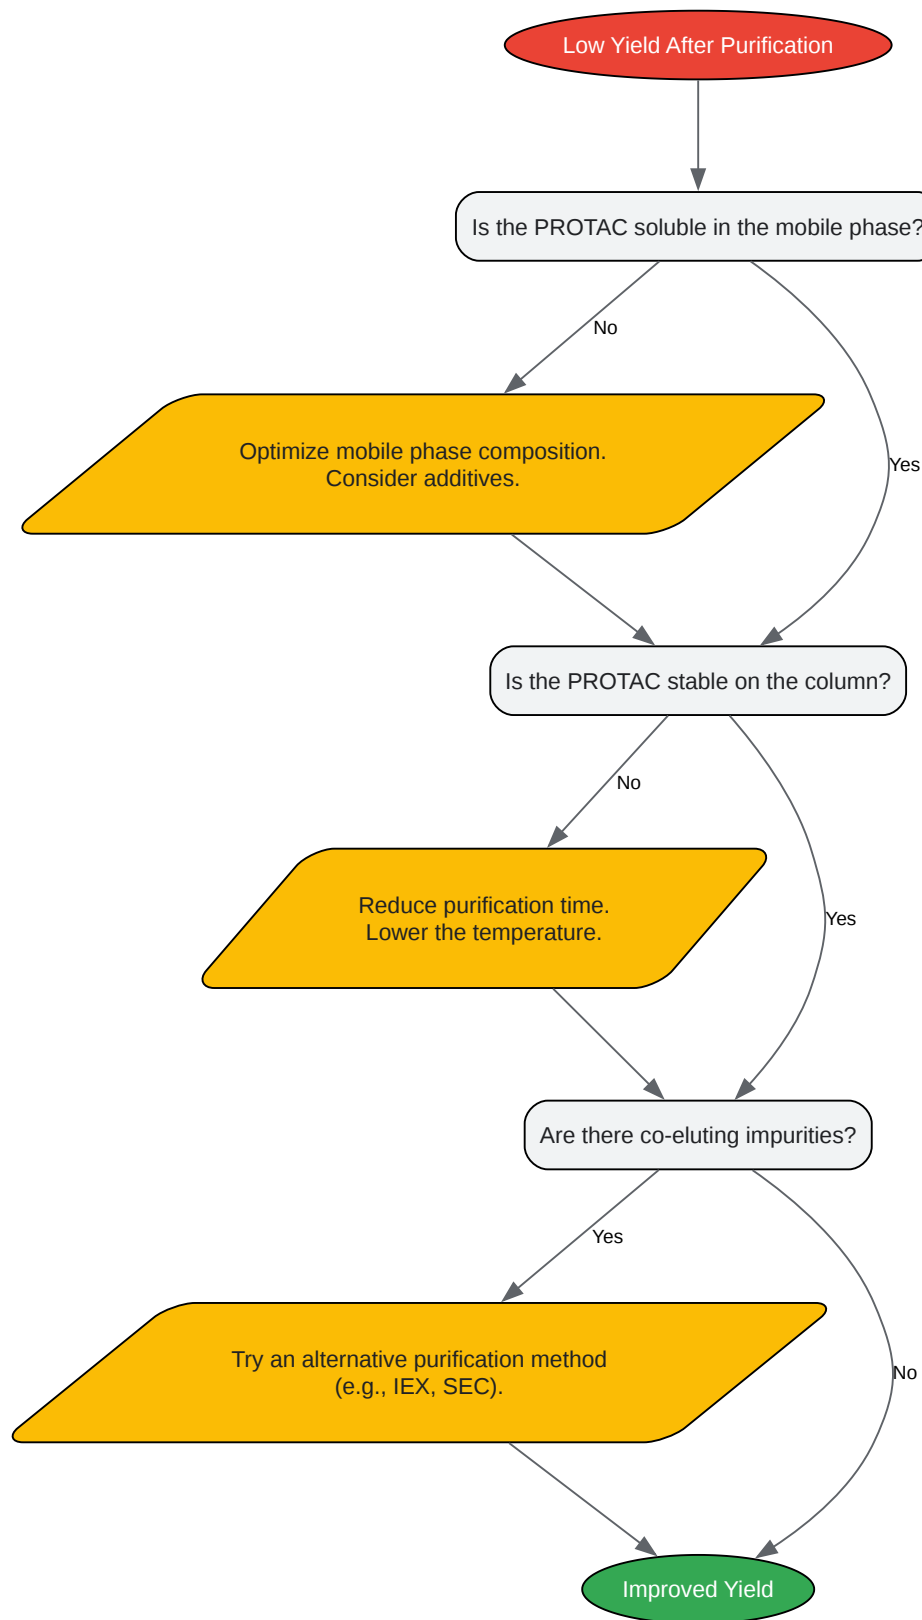 Low Yield After Purification
Is the PROTAC soluble in the mobile phase?
No
Optimize mobile phase composition.
Consider additives.
Yes
Is the PROTAC stable on the column?
No
Reduce purification time.
Lower the temperature.
Yes
Are there co-eluting impurities?
Yes
Try an alternative purification method
(e.g., IEX, SEC).
No
Improved Yield